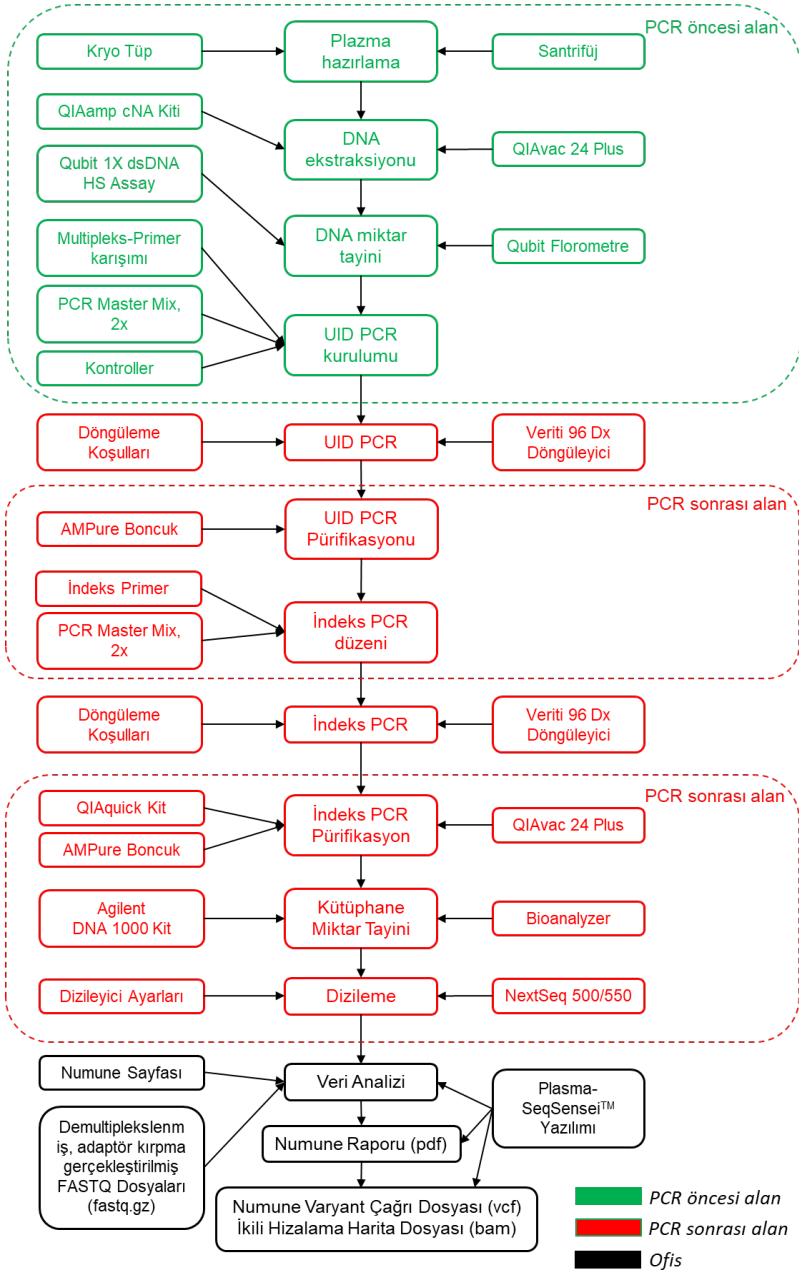 PCR öncesi alan
Kryo Tüp
Plazma
hazırlama
Santrifüj
QIAamp cNA Kiti
DNA
ekstraksiyonu
QIAvac 24 Plus
Qubit 1X dsDNA
HS Assay
DNA miktar
tayini
Qubit Florometre
Multipleks-Primer
karışımı
PCR Master Mix,
2x
Kontroller
UID PCR
kurulumu
Döngüleme
Koşulları
UID PCR
Veriti 96 Dx
Döngüleyici
PCR sonrası alan
AMPure Boncuk
UID PCR
Pürifikasyonu
İndeks Primer
PCR Master Mix,
2x
İndeks PCR
düzeni
Döngüleme
Koşulları
İndeks PCR
Veriti 96 Dx
Döngüleyici
PCR sonrası alan
QIAquick Kit
AMPure Boncuk
İndeks PCR
Pürifikasyon
QIAvac 24 Plus
Agilent
DNA 1000 Kit
Kütüphane
Miktar Tayini
Bioanalyzer
Dizileyici Ayarları
Dizileme
NextSeq 500/550
Numune Sayfası
Veri Analizi
Plasma-
SeqSensei™
Yazılımı
Demultiplekslenm
iş, adaptör kırpma
gerçekleştirilmiş
FASTQ Dosyaları
(fastq.gz)
Numune Raporu (pdf)
Numune Varyant Çağrı Dosyası (vcf)
İkili Hizalama Harita Dosyası (bam)
PCR öncesi alan
PCR sonrası alan
Ofis